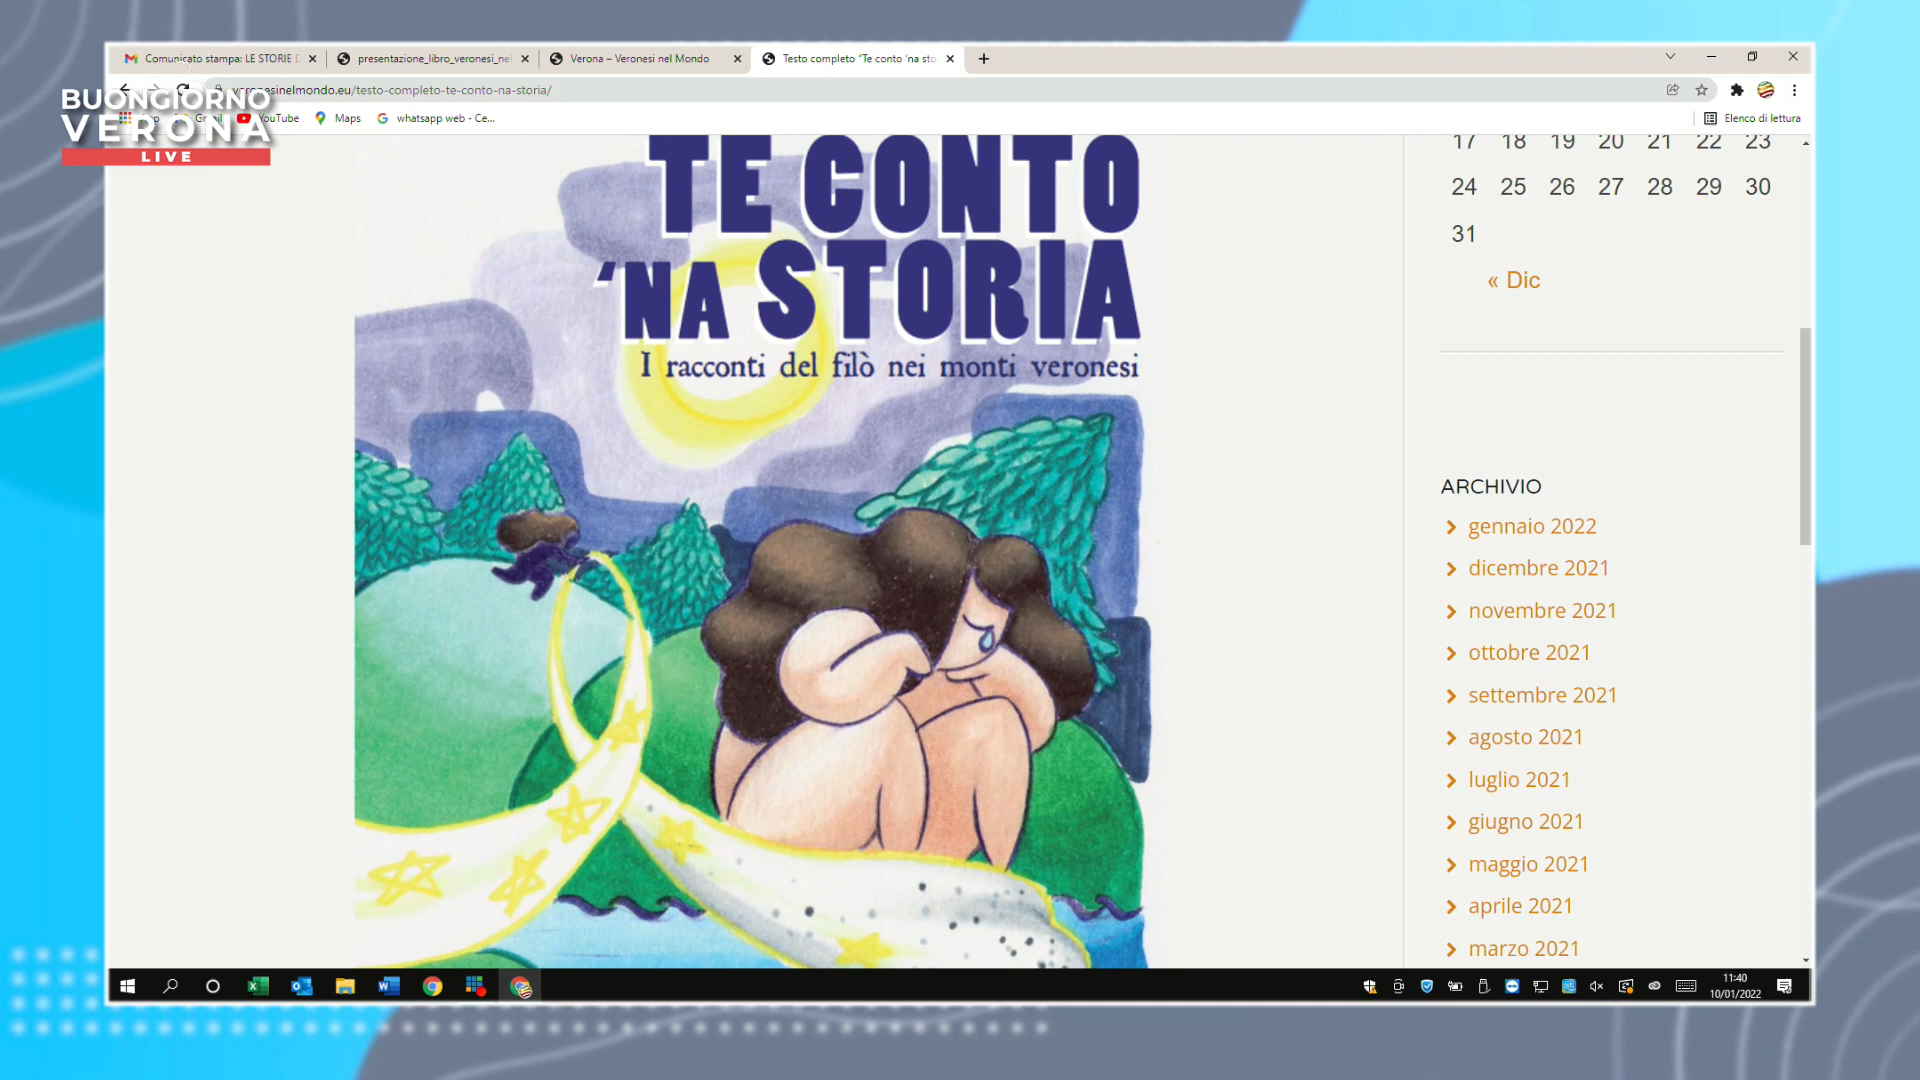 Comunicato stampa: LE STORIE D
presentazione_libro_veronesi_nel
Verona – Veronesi nel Mondo
Testo completo "Te conto 'na sto
veronesinelmondo.eu/testo-completo-te-conto-na-storia/
BUONGIORNO
VERONA
LIVE
Gmail
YouTube
Maps
whatsapp web - Ce...
Elenco di lettura
TE CONTO
'NA STORIA
I racconti del filò nei monti veronesi
17 18 19 20 21 22 23
24 25 26 27 28 29 30
31
« Dic
ARCHIVIO
gennaio 2022
dicembre 2021
novembre 2021
ottobre 2021
settembre 2021
agosto 2021
luglio 2021
giugno 2021
maggio 2021
aprile 2021
marzo 2021
11:40
10/01/2022